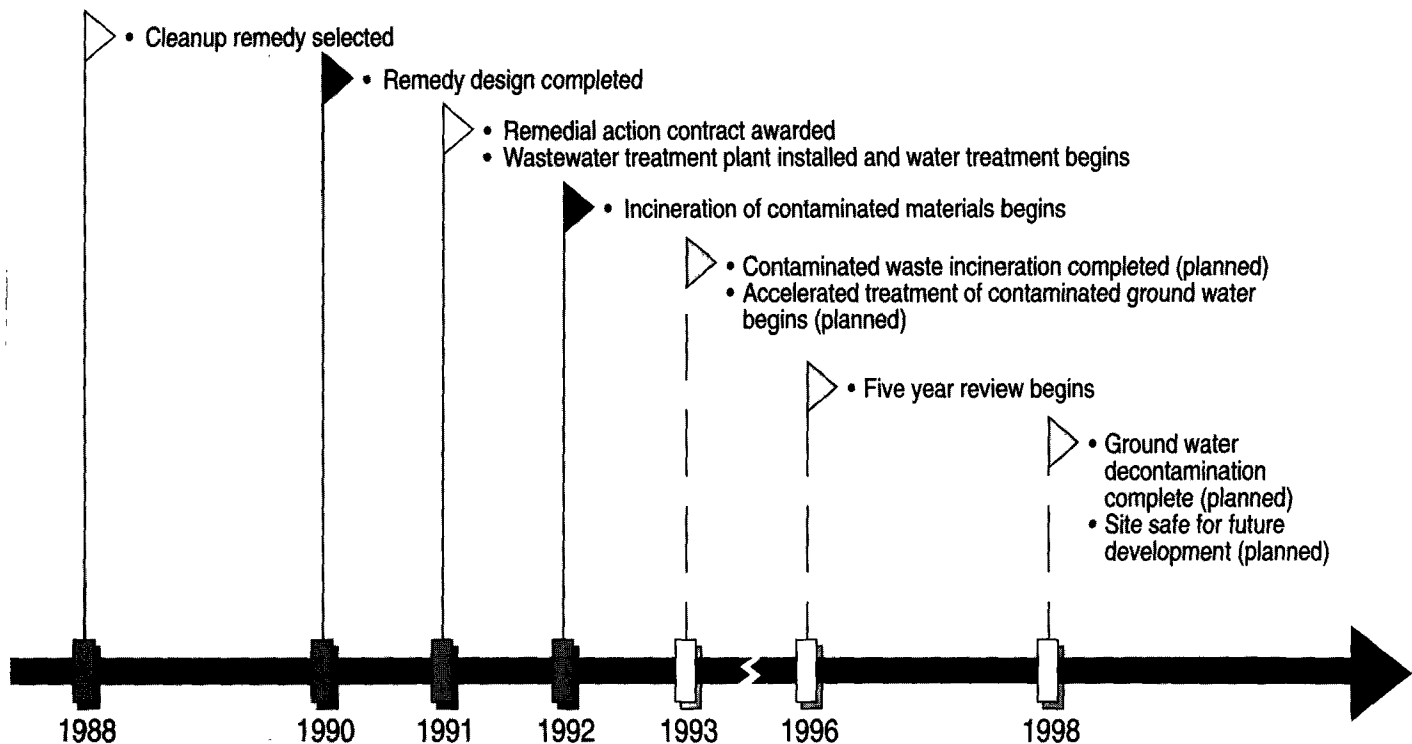 • Cleanup remedy selected
• Remedy design completed
• Remedial action contract awarded
• Wastewater treatment plant installed and water treatment begins
• Incineration of contaminated materials begins
• Contaminated waste incineration completed (planned)
• Accelerated treatment of contaminated ground water
begins (planned)
• Five year review begins
• Ground water
decontamination
complete (planned)
• Site safe for future
development (planned)
1988 1990 1991 1992 1993 1996 1998